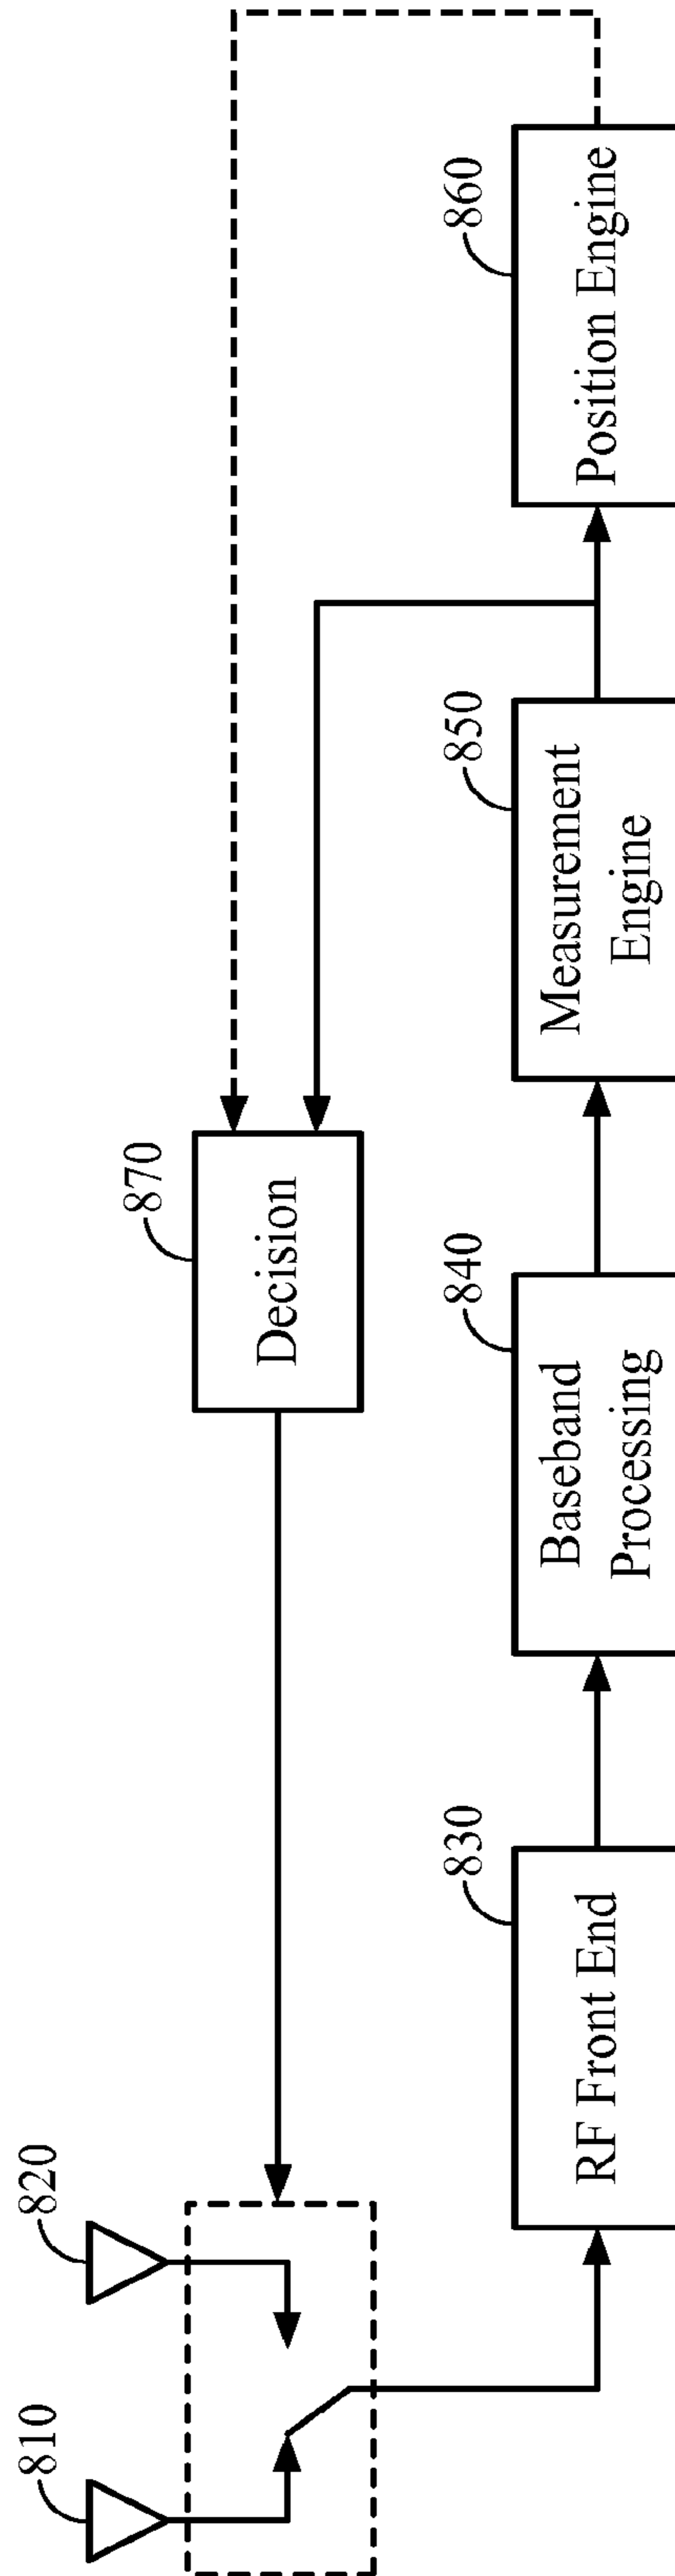 810
820
870
Decision
830
RF Front End
840
Baseband
Processing
850
Measurement
Engine
860
Position Engine